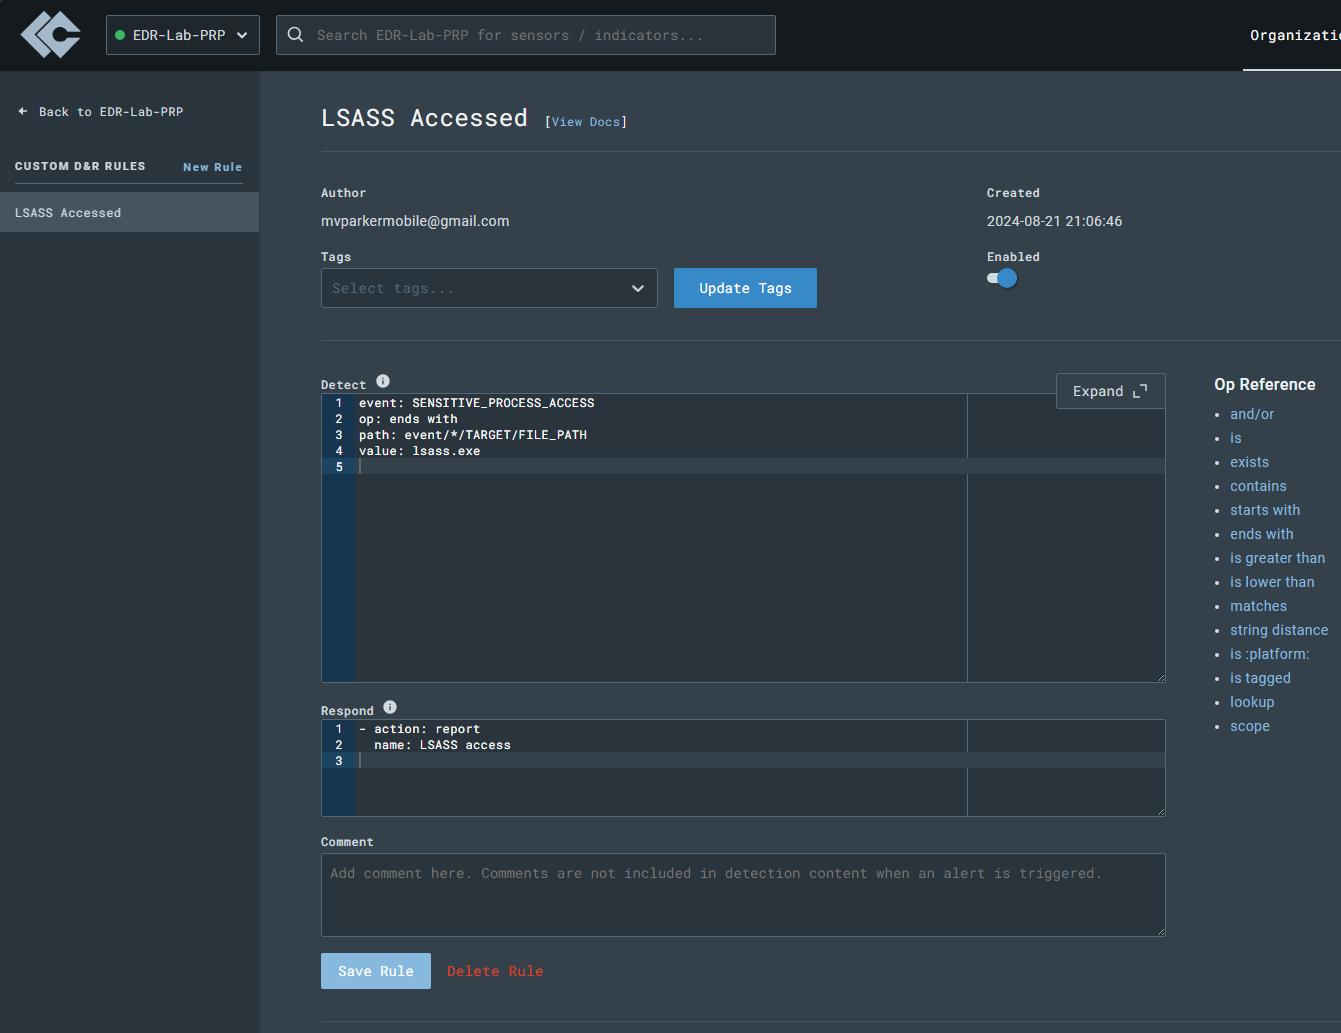 EDR-Lab-PRP
Search EDR-Lab-PRP for sensors / indicators...
Back to EDR-Lab-PRP
CUSTOM D&R RULES New Rule
LSASS Accessed
LSASS Accessed [View Docs]
Author
mvparkermobile@gmail.com
Created
2024-08-21 21:06:46
Tags
Select tags...
Update Tags
Enabled
Detect
Expand
1 event: SENSITIVE_PROCESS_ACCESS
2 op: ends with
3 path: event/*/TARGET/FILE_PATH
4 value: lsass.exe
5
Respond
1 - action: report
2 name: LSASS access
3
Comment
Add comment here. Comments are not included in detection content when an alert is triggered.
Save Rule Delete Rule
Op Reference
and/or
is
exists
contains
starts with
ends with
is greater than
is lower than
matches
string distance
is :platform:
is tagged
lookup
scope